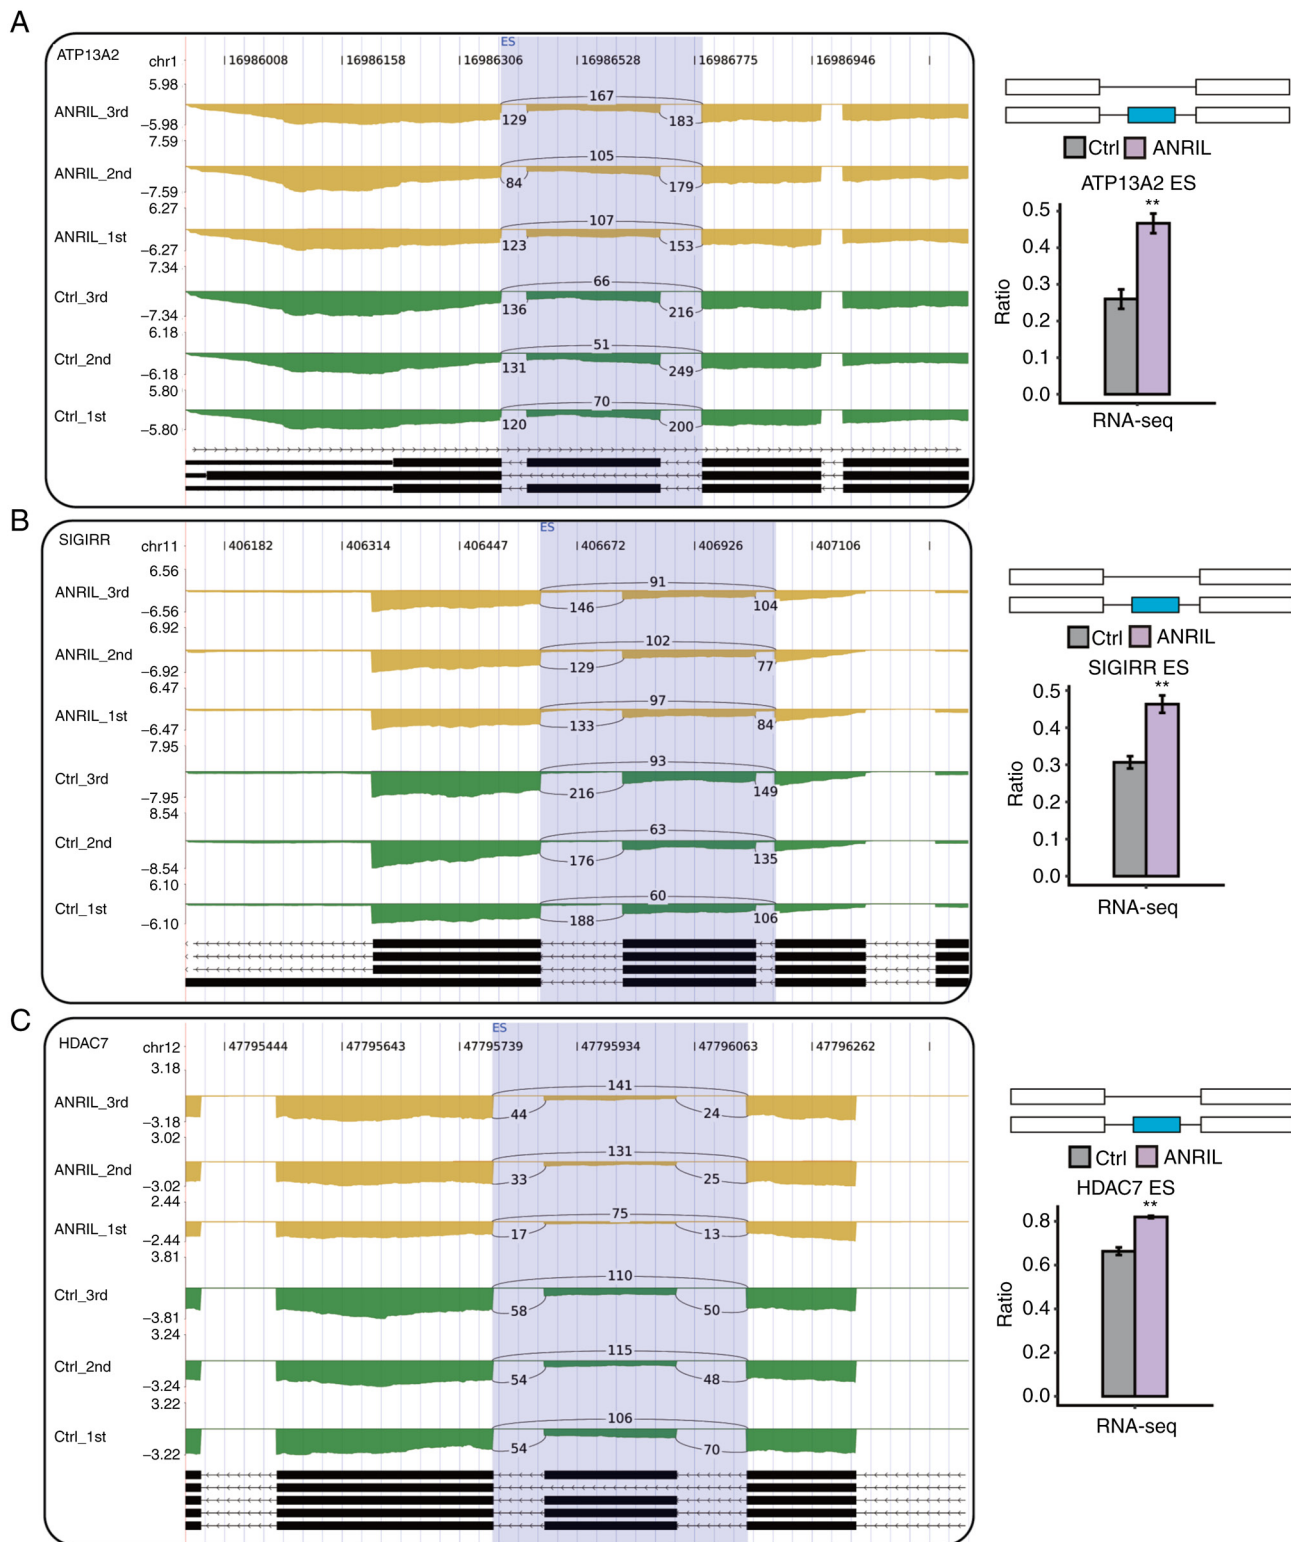 A
ATP13A2
chr1
ES
16986008 16986158 16986306 16986528 16986775 16986946
5.98
ANRIL_3rd
−5.98
167
129 183
7.59
ANRIL_2nd
−7.59
105
84 179
6.27
ANRIL_1st
−6.27
107
123 153
7.34
Ctrl_3rd
−7.34
66
136 216
6.18
Ctrl_2nd
−6.18
51
131 249
5.80
Ctrl_1st
−5.80
70
120 200
Ctrl ANRIL
ATP13A2 ES
**
Ratio
0.5
0.4
0.3
0.2
0.1
0.0
RNA-seq
B
SIGIRR
chr11
ES
406182 406314 406447 406672 406926 407106
6.56
ANRIL_3rd
−6.56
91
146 104
6.92
ANRIL_2nd
−6.92
102
129 77
6.47
ANRIL_1st
−6.47
97
133 84
7.95
Ctrl_3rd
−7.95
93
216 149
8.54
Ctrl_2nd
−8.54
63
176 135
6.10
Ctrl_1st
−6.10
60
188 106
Ctrl ANRIL
SIGIRR ES
**
Ratio
0.5
0.4
0.3
0.2
0.1
0.0
RNA-seq
C
HDAC7
chr12
ES
47795444 47795643 47795739 47795934 47796063 47796262
3.18
ANRIL_3rd
−3.18
141
44 24
3.02
ANRIL_2nd
−3.02
131
33 25
2.44
ANRIL_1st
−2.44
75
17 13
3.81
Ctrl_3rd
−3.81
110
58 50
3.24
Ctrl_2nd
−3.24
115
54 48
3.22
Ctrl_1st
−3.22
106
54 70
Ctrl ANRIL
HDAC7 ES
**
Ratio
0.8
0.6
0.4
0.2
0.0
RNA-seq